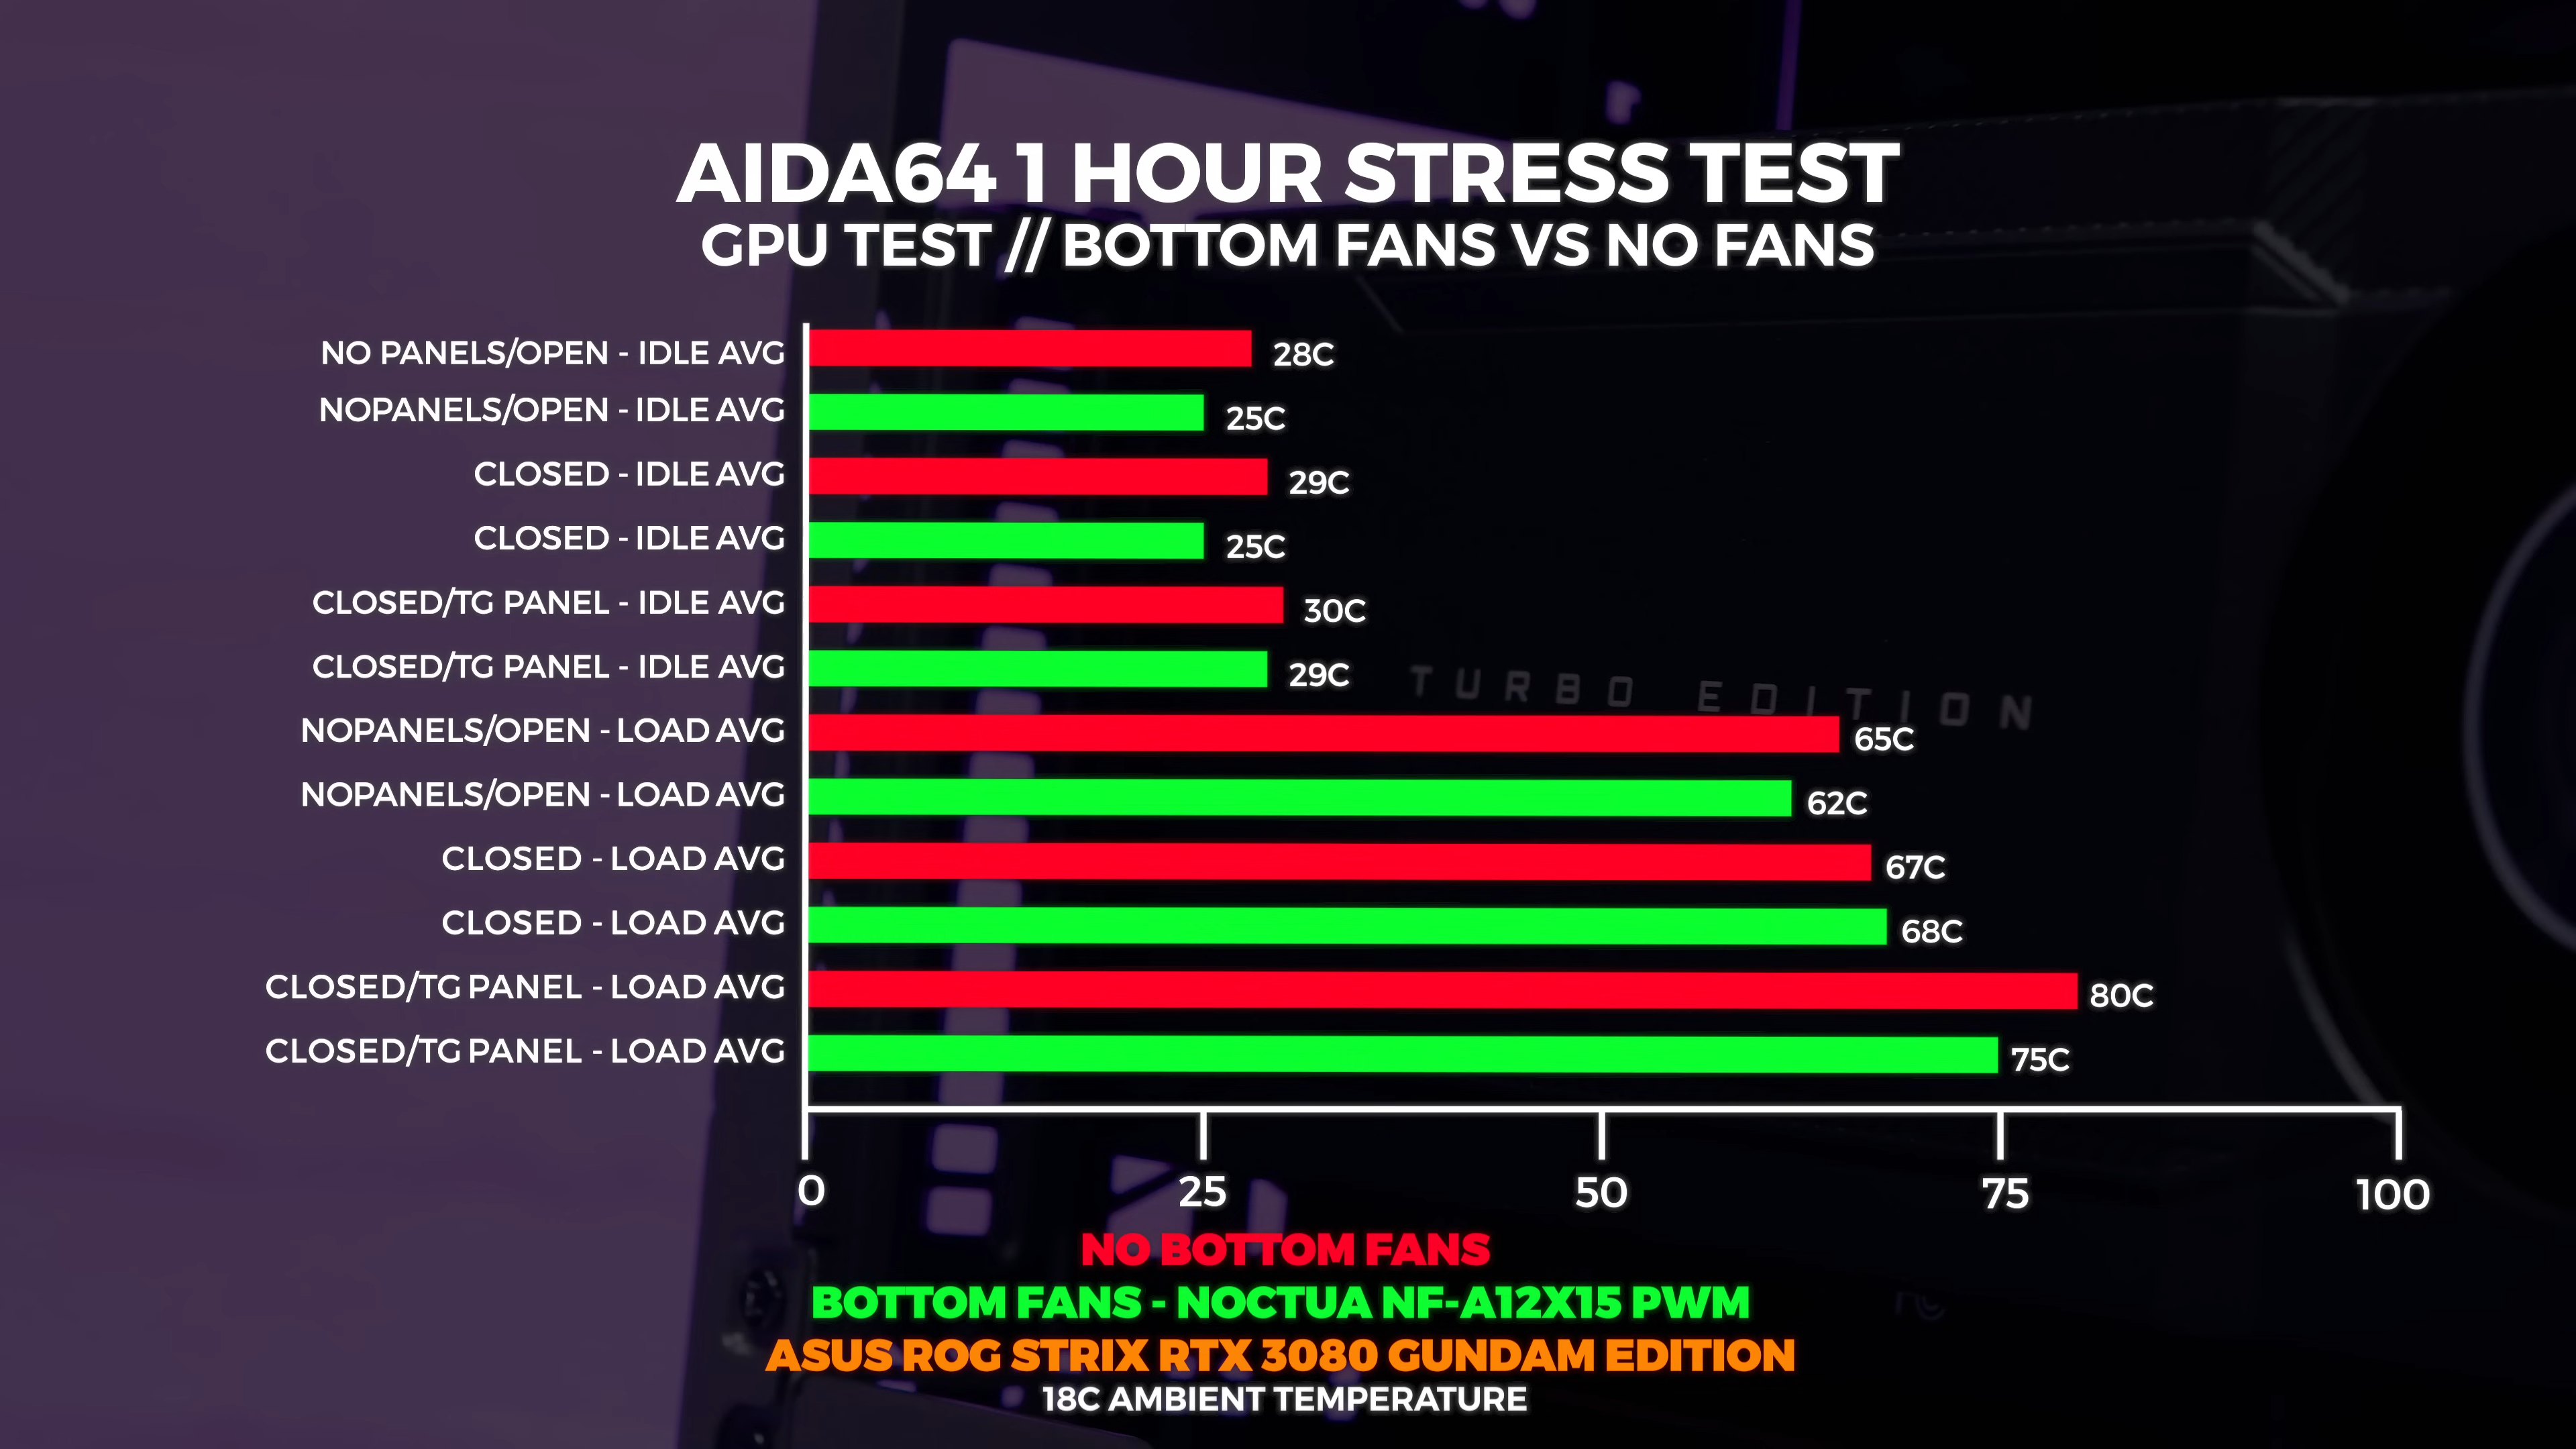 AIDA64 1 HOUR STRESS TEST
GPU TEST // BOTTOM FANS VS NO FANS
NO PANELS/OPEN - IDLE AVG 28C
NOPANELS/OPEN - IDLE AVG 25C
CLOSED - IDLE AVG 29C
CLOSED - IDLE AVG 25C
CLOSED/TG PANEL - IDLE AVG 30C
CLOSED/TG PANEL - IDLE AVG 29C
TURBO EDITION
NOPANELS/OPEN - LOAD AVG 65C
NOPANELS/OPEN - LOAD AVG 62C
CLOSED - LOAD AVG 67C
CLOSED - LOAD AVG 68C
CLOSED/TG PANEL - LOAD AVG 80C
CLOSED/TG PANEL - LOAD AVG 75C
0 25 50 75 100
NO BOTTOM FANS
BOTTOM FANS - NOCTUA NF-A12X15 PWM
ASUS ROG STRIX RTX 3080 GUNDAM EDITION
18C AMBIENT TEMPERATURE